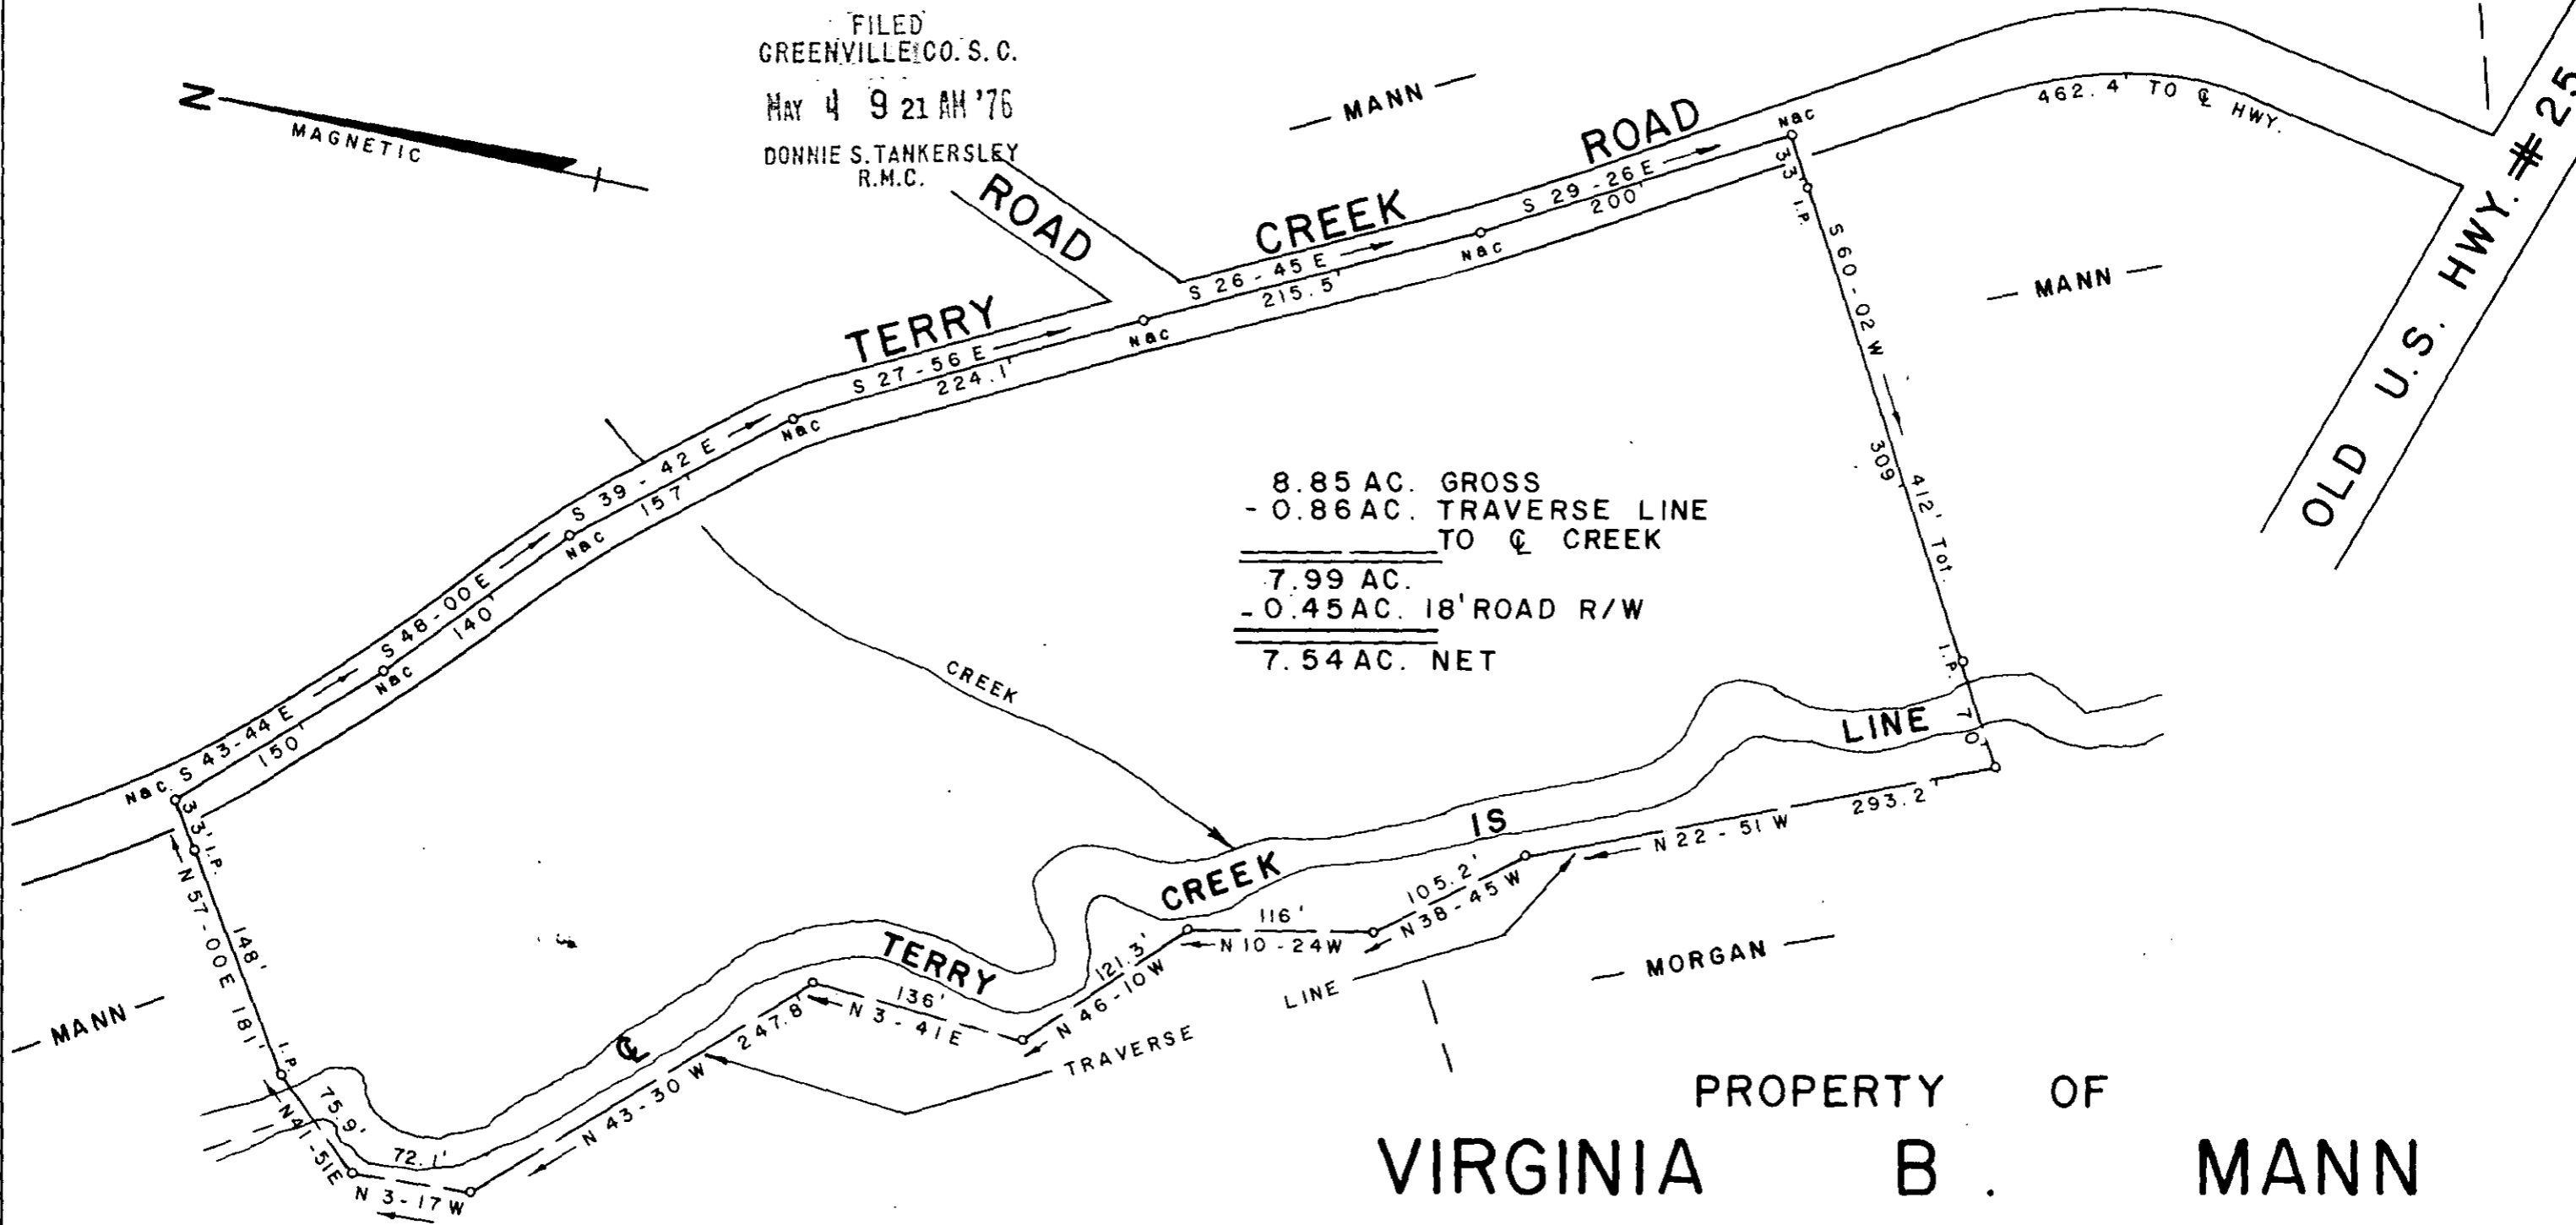 FILED
GREENVILLE CO. S. C.
MAY 4 9 21 AM '76
DONNIE S. TANKERSLEY
R.M.C.
N
MAGNETIC
— MANN —
ROAD
TERRY CREEK ROAD
462.4' TO ℄ HWY.
OLD U.S. HWY. #25
N&C
S 43-44 E
150'
N&C
S 48-00 E
140'
N&C
S 39-42 E
157'
N&C
S 27-56 E
224.1'
N&C
S 26-45 E
215.5'
N&C
S 29-26 E
200'
N&C
33'
I.P.
S 60-02 W
309'
412' Tot.
I.P.
70'
— MANN —
8.85 AC. GROSS
- 0.86 AC. TRAVERSE LINE
TO ℄ CREEK
7.99 AC.
- 0.45 AC. 18' ROAD R/W
7.54 AC. NET
CREEK
℄ TERRY CREEK IS LINE
293.2'
N 22-51 W
105.2'
N 38-45 W
116'
N 10-24 W
121.3'
N 46-10 W
136'
N 3-41 E
247.8'
N 43-30 W
72.1'
N 3-17 W
75.9'
N 41-51 E
I.P.
148'
N 57-00 E 181'
33'
I.P.
— MANN —
TRAVERSE LINE
— MORGAN —
PROPERTY OF
VIRGINIA B. MANN